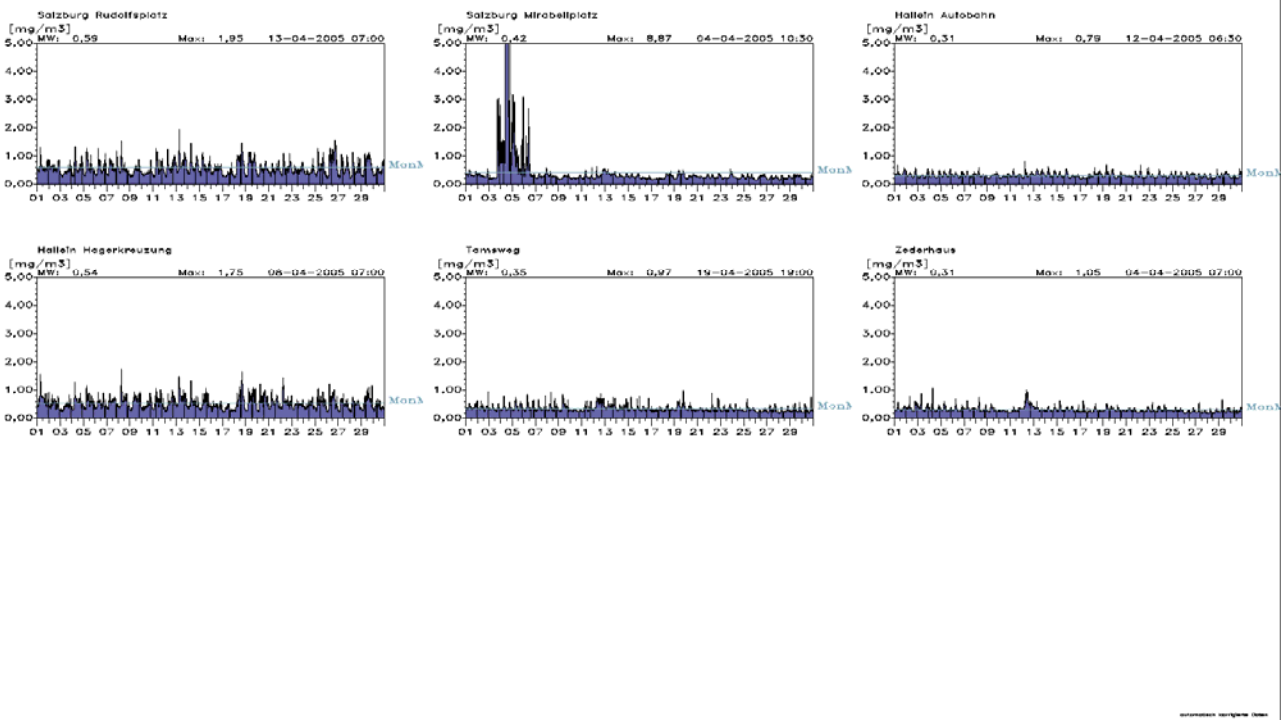 Salzburg Rudolfsplatz
[mg/m3]
MW: 0,59 Max: 1,95 13-04-2005 07:00
5,00
4,00
3,00
2,00
1,00
0,00
MonM
01 03 05 07 09 11 13 15 17 19 21 23 25 27 29
Salzburg Mirabellplatz
[mg/m3]
MW: 0,42 Max: 8,87 04-04-2005 10:30
5,00
4,00
3,00
2,00
1,00
0,00
MonM
01 03 05 07 09 11 13 15 17 19 21 23 25 27 29
Hallein Autobahn
[mg/m3]
MW: 0,31 Max: 0,79 12-04-2005 06:30
5,00
4,00
3,00
2,00
1,00
0,00
MonM
01 03 05 07 09 11 13 15 17 19 21 23 25 27 29
Hallein Hagerkreuzung
[mg/m3]
MW: 0,54 Max: 1,75 08-04-2005 07:00
5,00
4,00
3,00
2,00
1,00
0,00
MonM
01 03 05 07 09 11 13 15 17 19 21 23 25 27 29
Tamsweg
[mg/m3]
MW: 0,35 Max: 0,97 19-04-2005 19:00
5,00
4,00
3,00
2,00
1,00
0,00
MonM
01 03 05 07 09 11 13 15 17 19 21 23 25 27 29
Zederhaus
[mg/m3]
MW: 0,31 Max: 1,05 04-04-2005 07:00
5,00
4,00
3,00
2,00
1,00
0,00
MonM
01 03 05 07 09 11 13 15 17 19 21 23 25 27 29